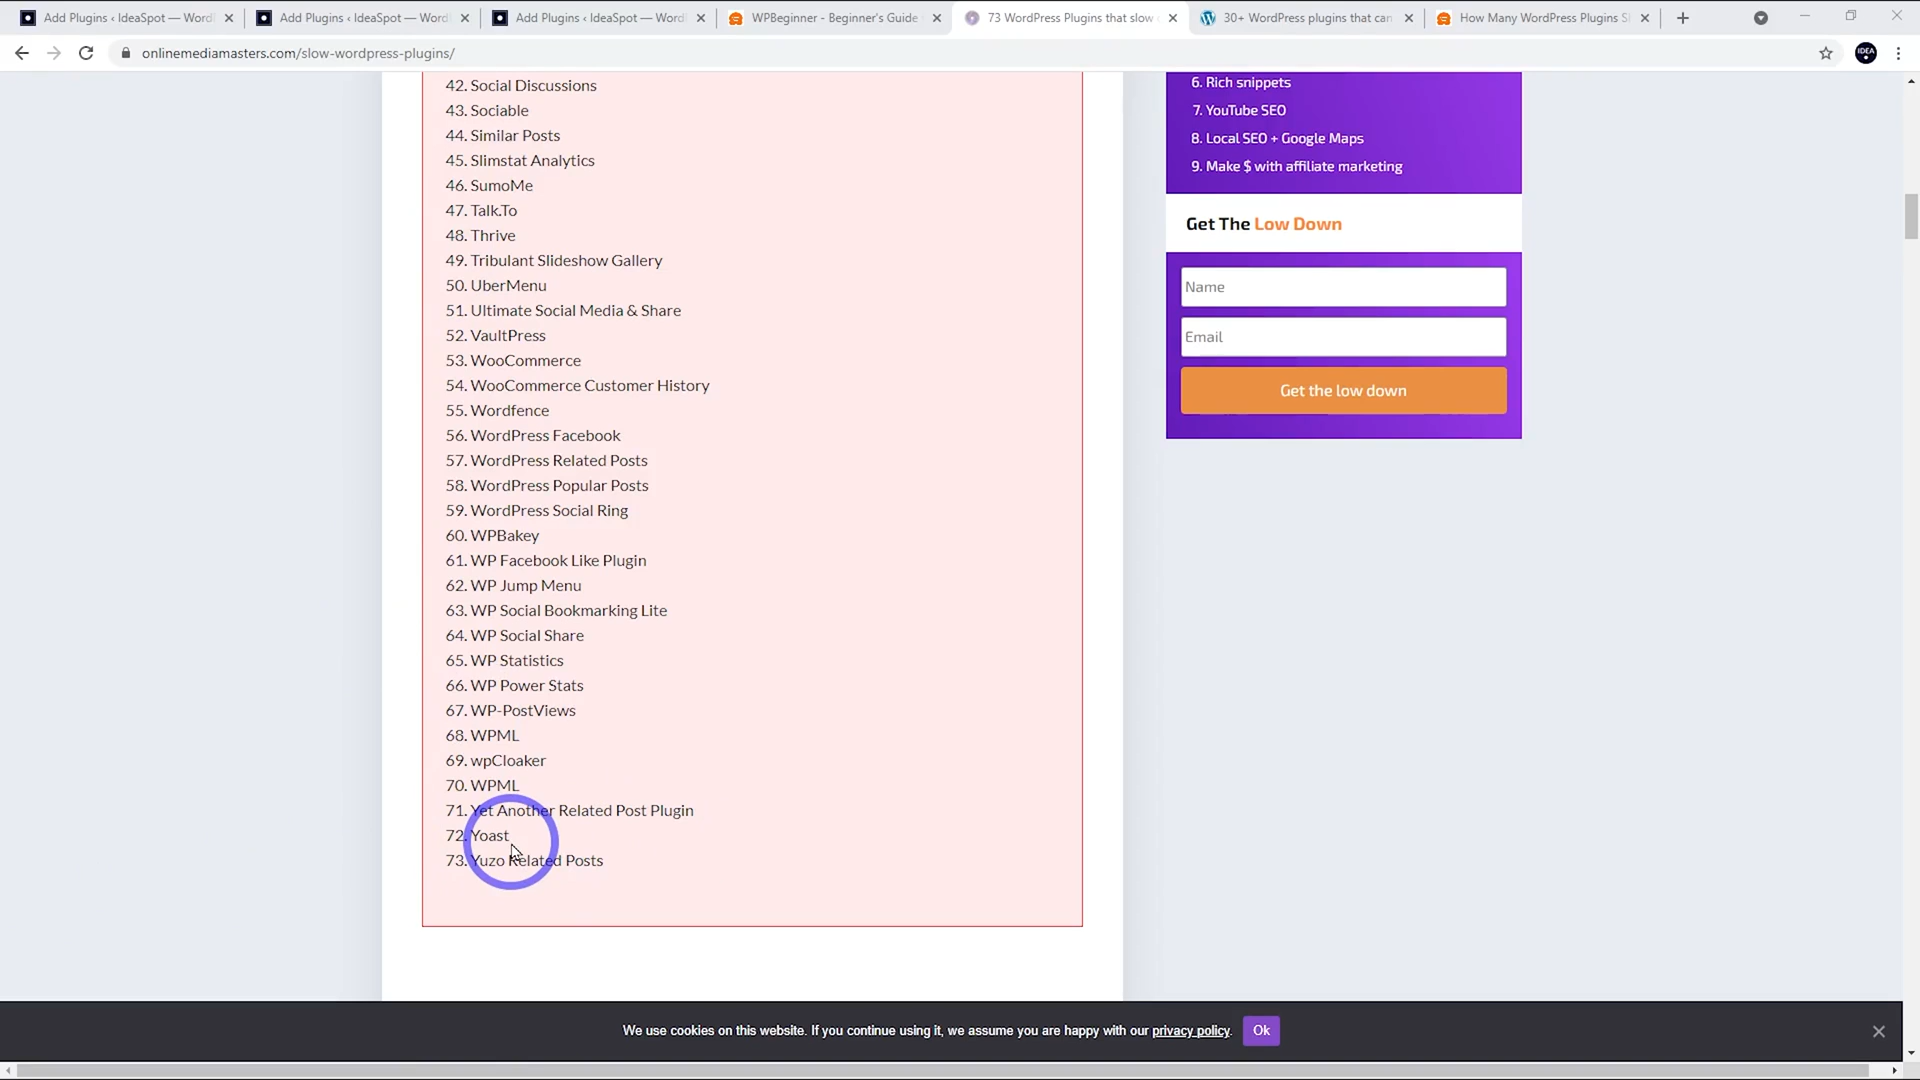 Add Plugins ‹ IdeaSpot — Word
Add Plugins ‹ IdeaSpot — Word
Add Plugins ‹ IdeaSpot — Word
WPBeginner - Beginner's Guide
73 WordPress Plugins that slow
30+ WordPress plugins that can
How Many WordPress Plugins S
onlinemediamasters.com/slow-wordpress-plugins/
IDEA
42. Social Discussions
43. Sociable
44. Similar Posts
45. Slimstat Analytics
46. SumoMe
47. Talk.To
48. Thrive
49. Tribulant Slideshow Gallery
50. UberMenu
51. Ultimate Social Media & Share
52. VaultPress
53. WooCommerce
54. WooCommerce Customer History
55. Wordfence
56. WordPress Facebook
57. WordPress Related Posts
58. WordPress Popular Posts
59. WordPress Social Ring
60. WPBakey
61. WP Facebook Like Plugin
62. WP Jump Menu
63. WP Social Bookmarking Lite
64. WP Social Share
65. WP Statistics
66. WP Power Stats
67. WP-PostViews
68. WPML
69. wpCloaker
70. WPML
71. Yet Another Related Post Plugin
72. Yoast
73. Yuzo Related Posts
6. Rich snippets
7. YouTube SEO
8. Local SEO + Google Maps
9. Make $ with affiliate marketing
Get The Low Down
Name
Email
Get the low down
We use cookies on this website. If you continue using it, we assume you are happy with our privacy policy.
Ok